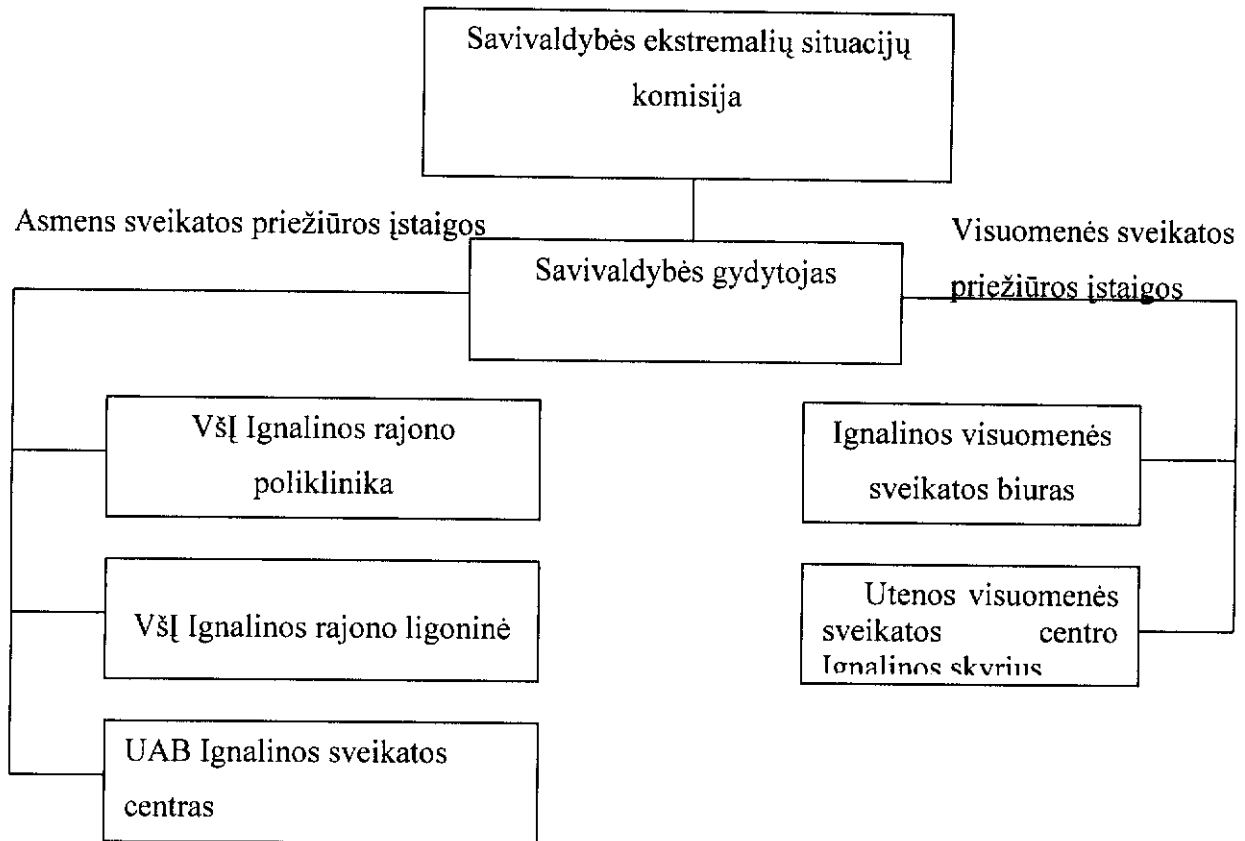 Savivaldybės ekstremalių situacijų
komisija
Asmens sveikatos priežiūros įstaigos
Visuomenės sveikatos
priežiūros įstaigos
Savivaldybės gydytojas
VšĮ Ignalinos rajono
poliklinika
VšĮ Ignalinos rajono ligoninė
UAB Ignalinos sveikatos
centras
Ignalinos visuomenės
sveikatos biuras
Utenos visuomenės
sveikatos centro
Ignalinos skyrius